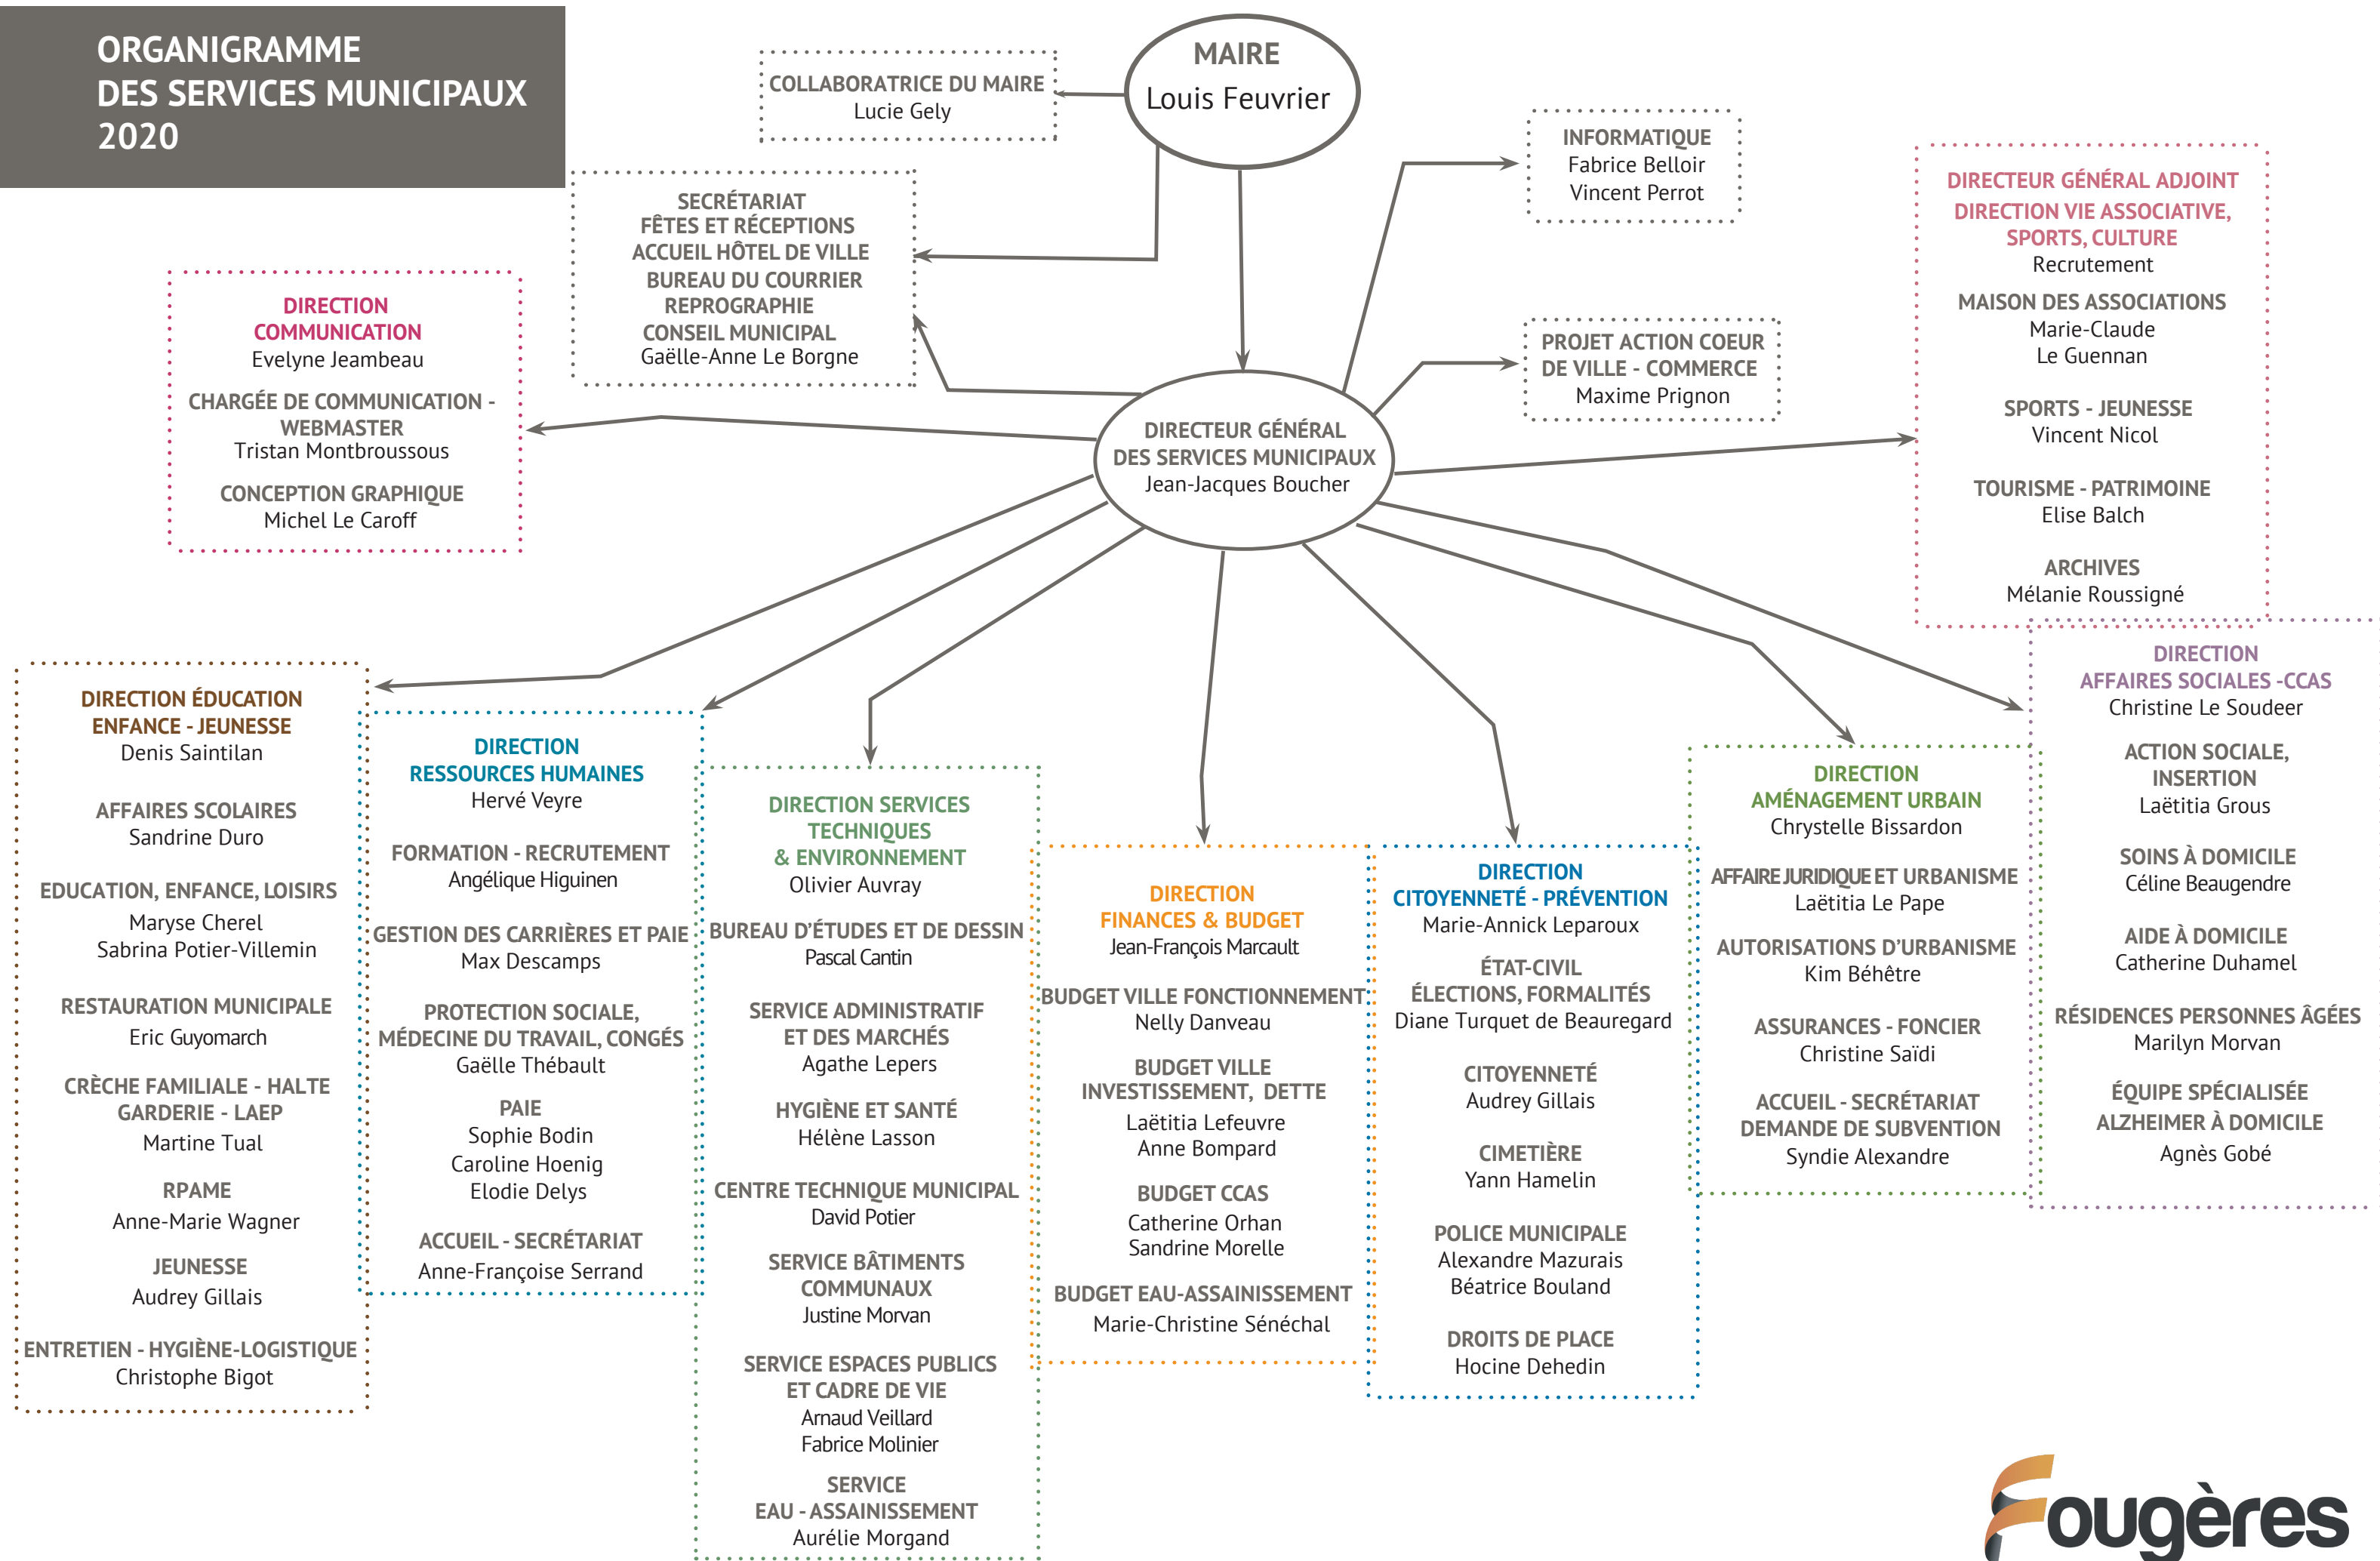 ORGANIGRAMME
DES SERVICES MUNICIPAUX
2020
MAIRE
Louis Feuvrier
COLLABORATRICE DU MAIRE
Lucie Gely
SECRÉTARIAT
FÊTES ET RÉCEPTIONS
ACCUEIL HÔTEL DE VILLE
BUREAU DU COURRIER
REPROGRAPHIE
CONSEIL MUNICIPAL
Gaëlle-Anne Le Borgne
INFORMATIQUE
Fabrice Belloir
Vincent Perrot
PROJET ACTION COEUR
DE VILLE - COMMERCE
Maxime Prignon
DIRECTEUR GÉNÉRAL
DES SERVICES MUNICIPAUX
Jean-Jacques Boucher
DIRECTION
COMMUNICATION
Evelyne Jeambeau
CHARGÉE DE COMMUNICATION -
WEBMASTER
Tristan Montbroussous
CONCEPTION GRAPHIQUE
Michel Le Caroff
DIRECTEUR GÉNÉRAL ADJOINT
DIRECTION VIE ASSOCIATIVE,
SPORTS, CULTURE
Recrutement
MAISON DES ASSOCIATIONS
Marie-Claude
Le Guennan
SPORTS - JEUNESSE
Vincent Nicol
TOURISME - PATRIMOINE
Elise Balch
ARCHIVES
Mélanie Roussigné
DIRECTION ÉDUCATION
ENFANCE - JEUNESSE
Denis Saintilan
AFFAIRES SCOLAIRES
Sandrine Duro
EDUCATION, ENFANCE, LOISIRS
Maryse Cherel
Sabrina Potier-Villemin
RESTAURATION MUNICIPALE
Eric Guyomarch
CRÈCHE FAMILIALE - HALTE
GARDERIE - LAEP
Martine Tual
RPAME
Anne-Marie Wagner
JEUNESSE
Audrey Gillais
ENTRETIEN - HYGIÈNE-LOGISTIQUE
Christophe Bigot
DIRECTION
RESSOURCES HUMAINES
Hervé Veyre
FORMATION - RECRUTEMENT
Angélique Higuinen
GESTION DES CARRIÈRES ET PAIE
Max Descamps
PROTECTION SOCIALE,
MÉDECINE DU TRAVAIL, CONGÉS
Gaëlle Thébault
PAIE
Sophie Bodin
Caroline Hoenig
Elodie Delys
ACCUEIL - SECRÉTARIAT
Anne-Françoise Serrand
DIRECTION SERVICES
TECHNIQUES
& ENVIRONNEMENT
Olivier Auvray
BUREAU D'ÉTUDES ET DE DESSIN
Pascal Cantin
SERVICE ADMINISTRATIF
ET DES MARCHÉS
Agathe Lepers
HYGIÈNE ET SANTÉ
Hélène Lasson
CENTRE TECHNIQUE MUNICIPAL
David Potier
SERVICE BÂTIMENTS
COMMUNAUX
Justine Morvan
SERVICE ESPACES PUBLICS
ET CADRE DE VIE
Arnaud Veillard
Fabrice Molinier
SERVICE
EAU - ASSAINISSEMENT
Aurélie Morgand
DIRECTION
FINANCES & BUDGET
Jean-François Marcault
BUDGET VILLE FONCTIONNEMENT
Nelly Danveau
BUDGET VILLE
INVESTISSEMENT, DETTE
Laëtitia Lefeuvre
Anne Bompard
BUDGET CCAS
Catherine Orhan
Sandrine Morelle
BUDGET EAU-ASSAINISSEMENT
Marie-Christine Sénéchal
DIRECTION
CITOYENNETÉ - PRÉVENTION
Marie-Annick Leparoux
ÉTAT-CIVIL
ÉLECTIONS, FORMALITÉS
Diane Turquet de Beauregard
CITOYENNETÉ
Audrey Gillais
CIMETIÈRE
Yann Hamelin
POLICE MUNICIPALE
Alexandre Mazurais
Béatrice Bouland
DROITS DE PLACE
Hocine Dehedin
DIRECTION
AMÉNAGEMENT URBAIN
Chrystelle Bissardon
AFFAIRE JURIDIQUE ET URBANISME
Laëtitia Le Pape
AUTORISATIONS D'URBANISME
Kim Béhêtre
ASSURANCES - FONCIER
Christine Saïdi
ACCUEIL - SECRÉTARIAT
DEMANDE DE SUBVENTION
Syndie Alexandre
DIRECTION
AFFAIRES SOCIALES -CCAS
Christine Le Soudeer
ACTION SOCIALE,
INSERTION
Laëtitia Grous
SOINS À DOMICILE
Céline Beaugendre
AIDE À DOMICILE
Catherine Duhamel
RÉSIDENCES PERSONNES ÂGÉES
Marilyn Morvan
ÉQUIPE SPÉCIALISÉE
ALZHEIMER À DOMICILE
Agnès Gobé
Fougères